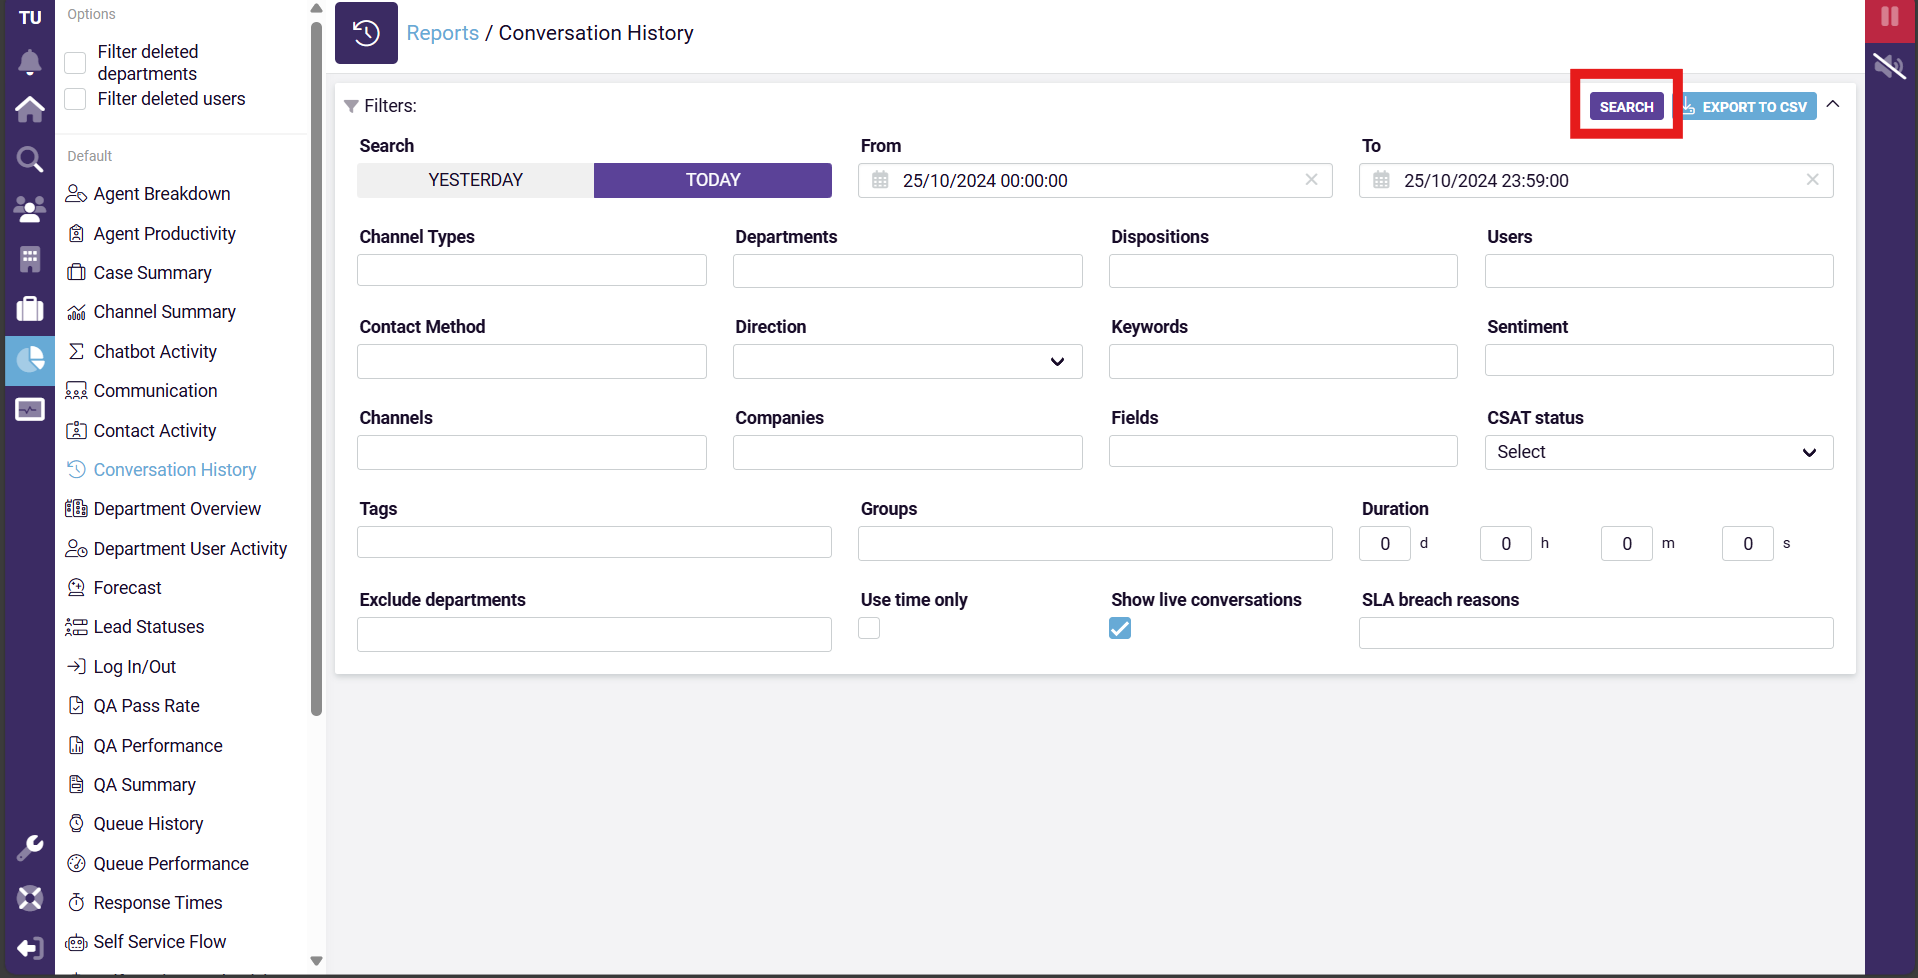 TU
Options
Filter deleted
departments
Filter deleted users
Default
Agent Breakdown
Agent Productivity
Case Summary
Channel Summary
Chatbot Activity
Communication
Contact Activity
Conversation History
Department Overview
Department User Activity
Forecast
Lead Statuses
Log In/Out
QA Pass Rate
QA Performance
QA Summary
Queue History
Queue Performance
Response Times
Self Service Flow
Reports / Conversation History
Filters:
SEARCH EXPORT TO CSV
Search From To
YESTERDAY TODAY 25/10/2024 00:00:00 25/10/2024 23:59:00
Channel Types Departments Dispositions Users
Contact Method Direction Keywords Sentiment
Channels Companies Fields CSAT status
Select
Tags Groups Duration
0 d 0 h 0 m 0 s
Exclude departments Use time only Show live conversations SLA breach reasons